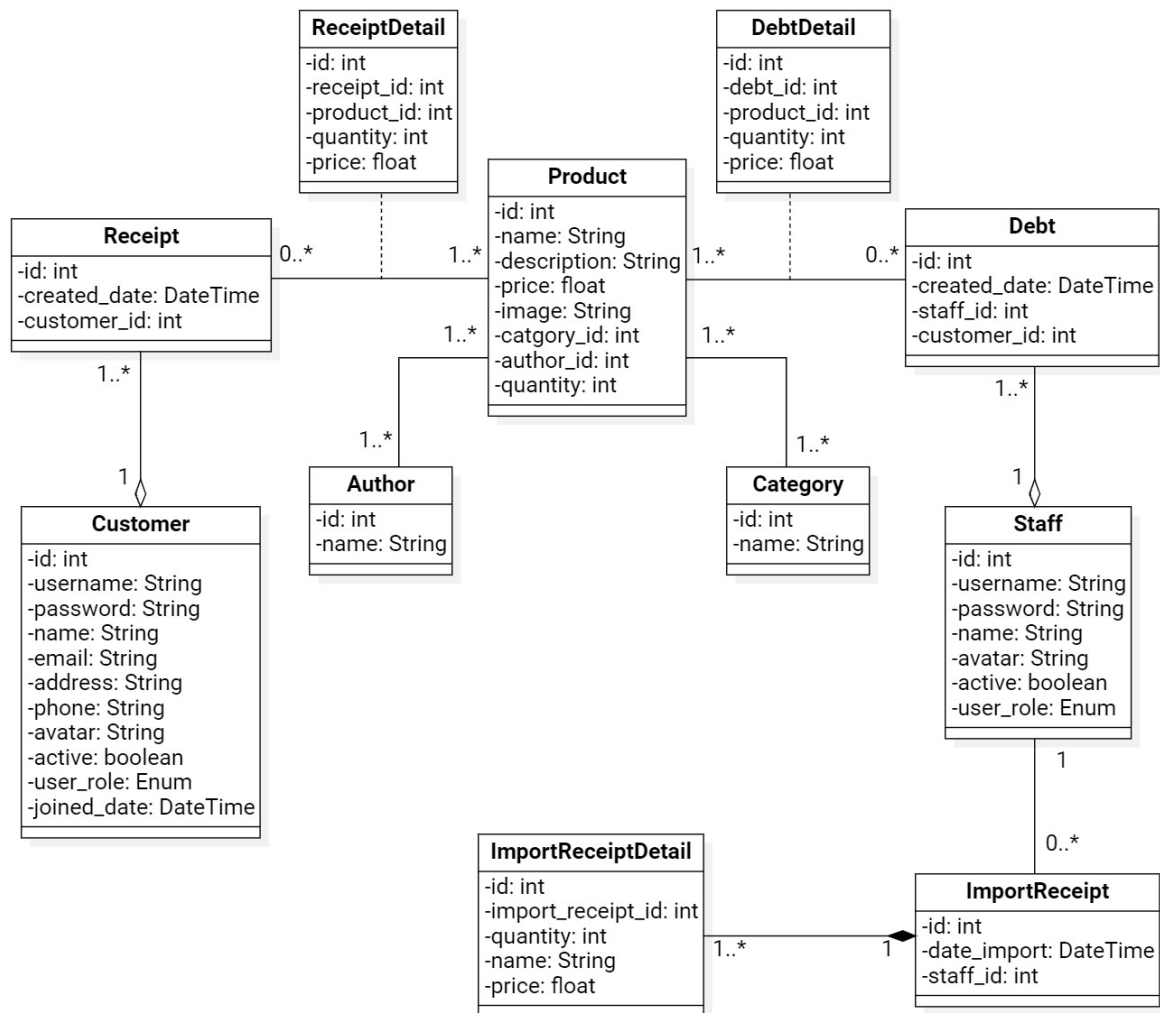 ReceiptDetail
-id: int
-receipt_id: int
-product_id: int
-quantity: int
-price: float
DebtDetail
-id: int
-debt_id: int
-product_id: int
-quantity: int
-price: float
Product
-id: int
-name: String
-description: String
-price: float
-image: String
-catgory_id: int
-author_id: int
-quantity: int
Receipt
-id: int
-created_date: DateTime
-customer_id: int
0..*
1..*
1..*
0..*
Debt
-id: int
-created_date: DateTime
-staff_id: int
-customer_id: int
1..*
1..*
1..*
1..*
1..*
1..*
1
1
Author
-id: int
-name: String
Category
-id: int
-name: String
Customer
-id: int
-username: String
-password: String
-name: String
-email: String
-address: String
-phone: String
-avatar: String
-active: boolean
-user_role: Enum
-joined_date: DateTime
Staff
-id: int
-username: String
-password: String
-name: String
-avatar: String
-active: boolean
-user_role: Enum
1
0..*
ImportReceiptDetail
-id: int
-import_receipt_id: int
-quantity: int
-name: String
-price: float
1..*
1
ImportReceipt
-id: int
-date_import: DateTime
-staff_id: int